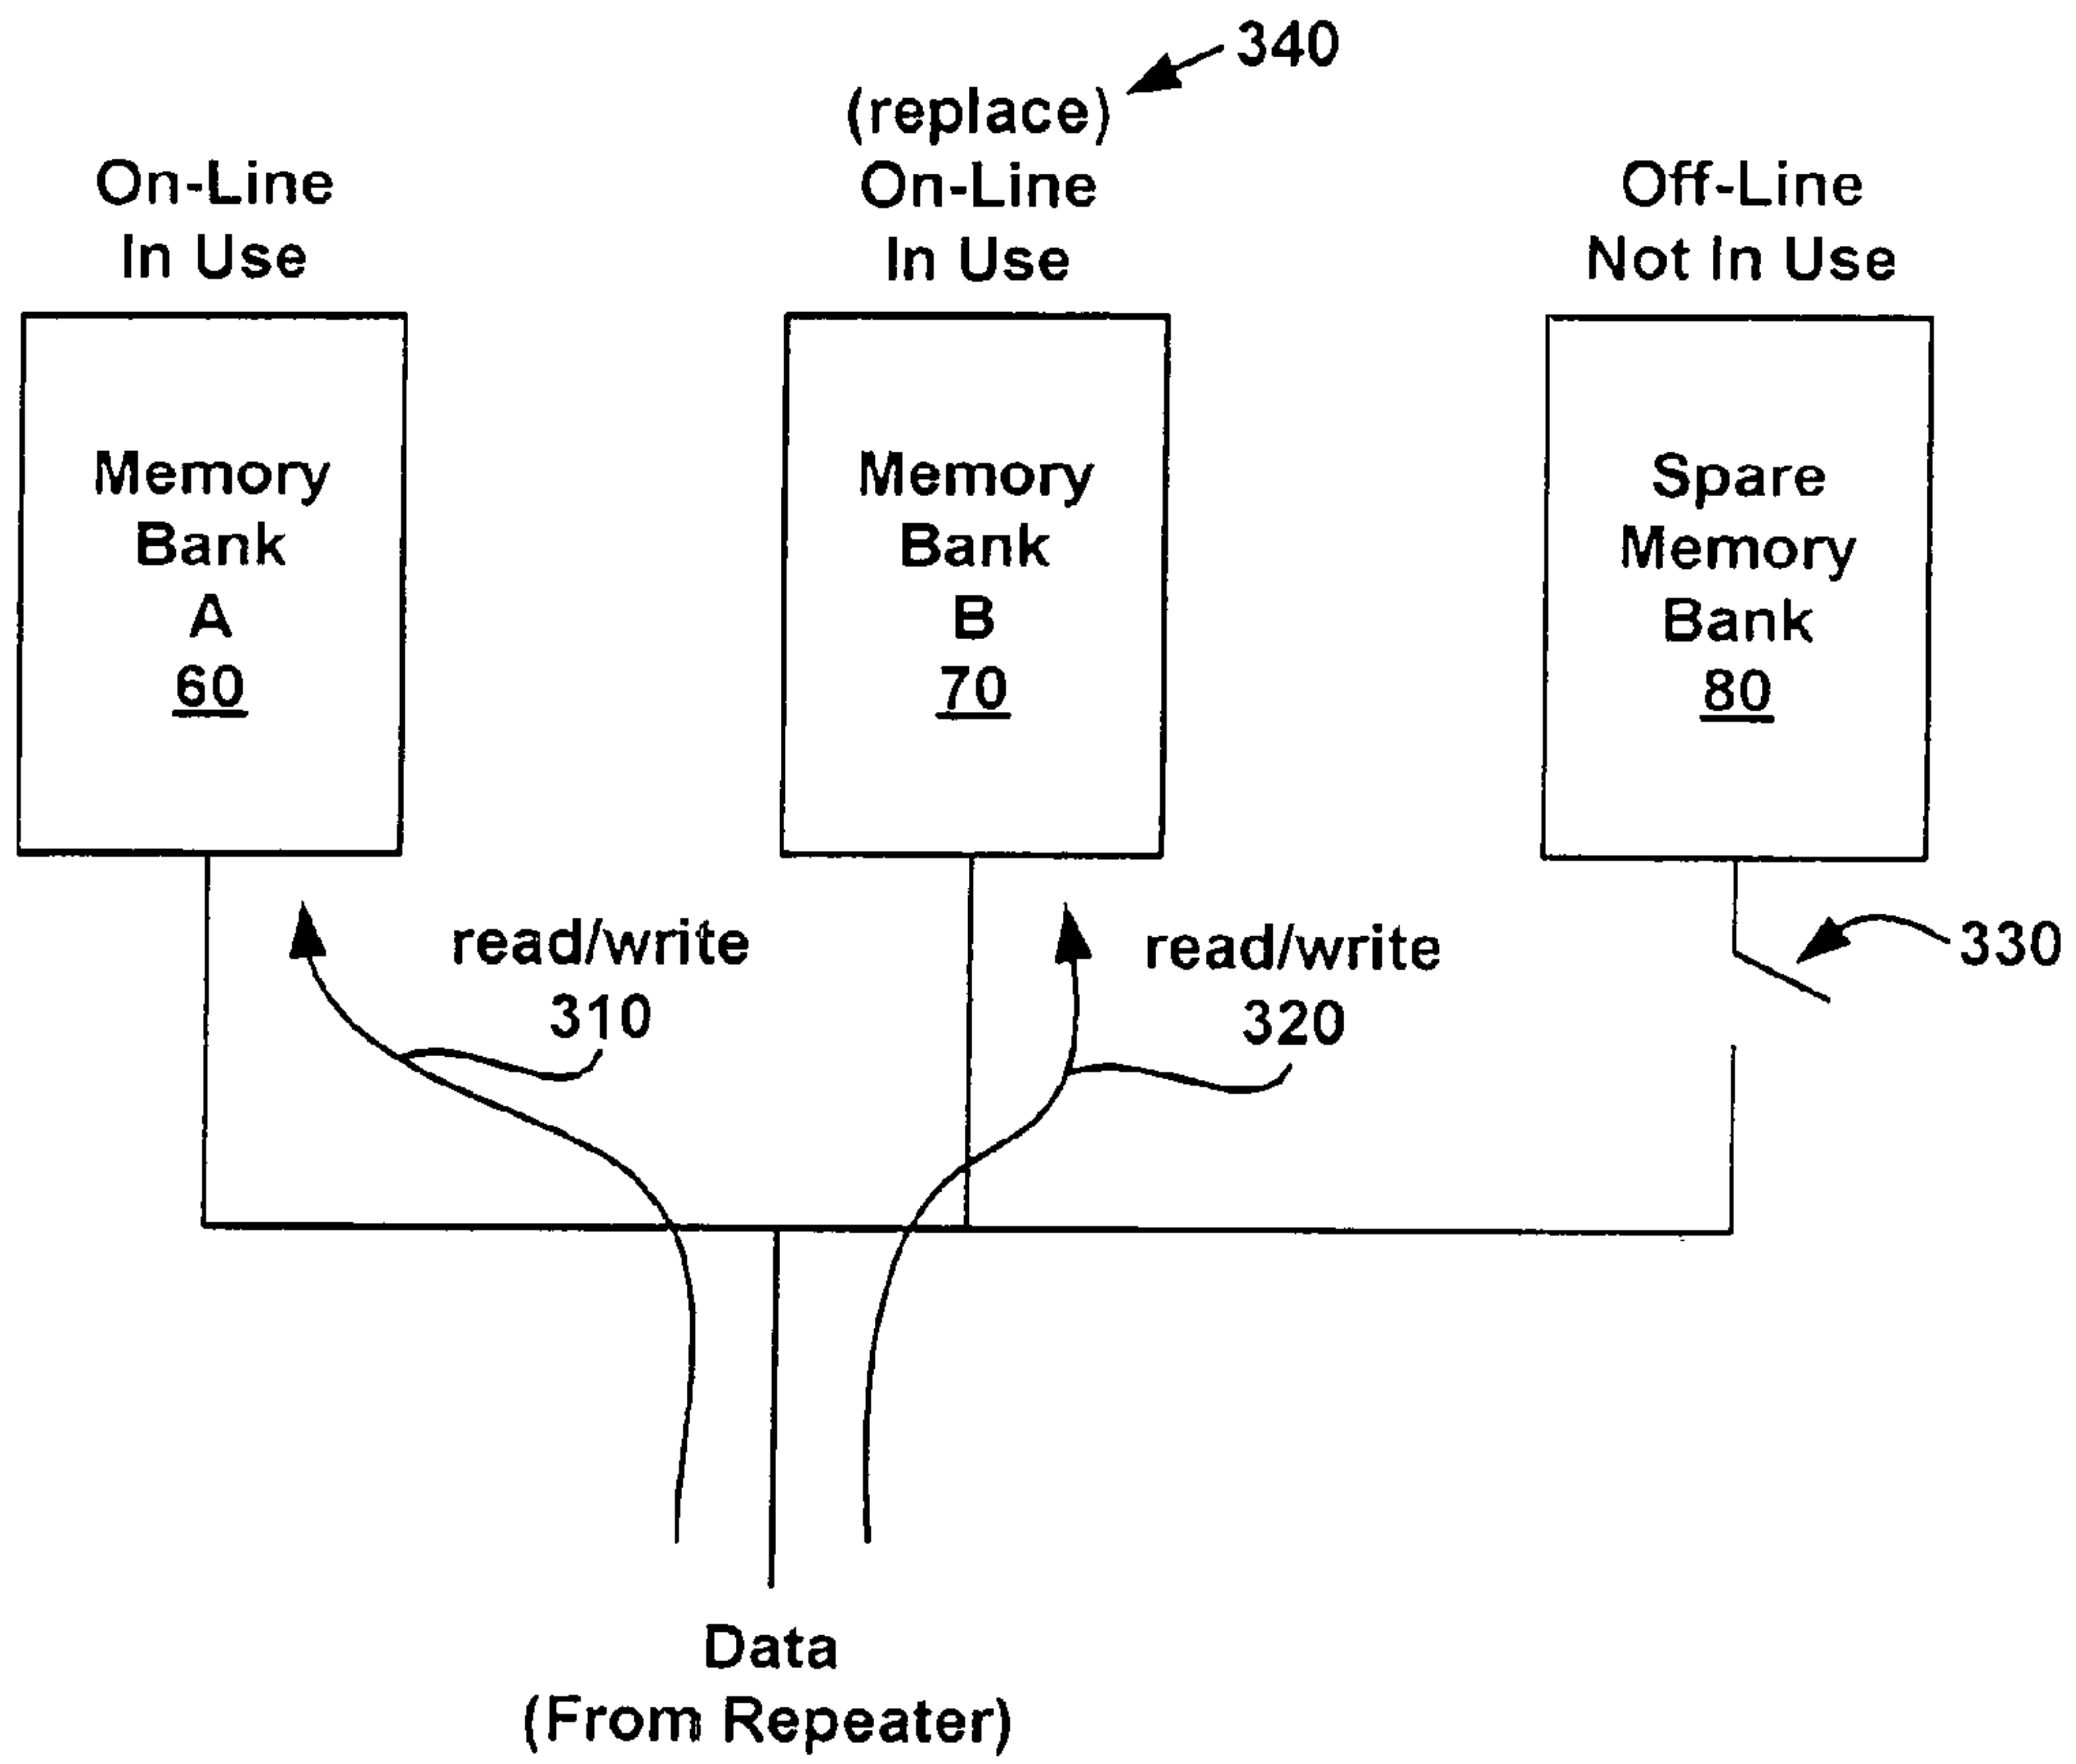 340
(replace)
On-Line
In Use
On-Line
In Use
Off-Line
Not In Use
Memory
Bank
A
60
Memory
Bank
B
70
Spare
Memory
Bank
80
read/write
310
read/write
320
330
Data
(From Repeater)